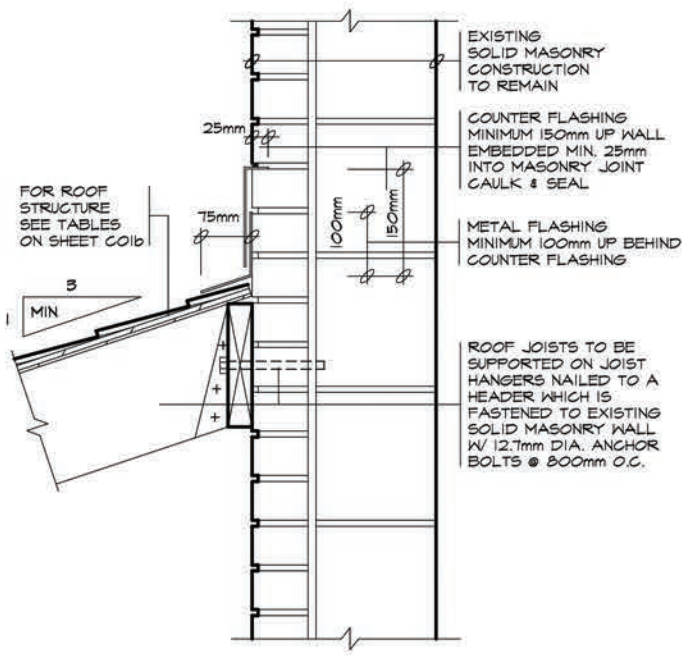 EXISTING
SOLID MASONRY
CONSTRUCTION
TO REMAIN
COUNTER FLASHING
MINIMUM 150mm UP WALL
EMBEDDED MIN. 25mm
INTO MASONRY JOINT
CAULK & SEAL
METAL FLASHING
MINIMUM 100mm UP BEHIND
COUNTER FLASHING
ROOF JOISTS TO BE
SUPPORTED ON JOIST
HANGERS NAILED TO A
HEADER WHICH IS
FASTENED TO EXISTING
SOLID MASONRY WALL
W/ 12.7mm DIA. ANCHOR
BOLTS @ 800mm O.C.
25mm
FOR ROOF
STRUCTURE
SEE TABLES
ON SHEET C01b
75mm
100mm
150mm
3
1
MIN.